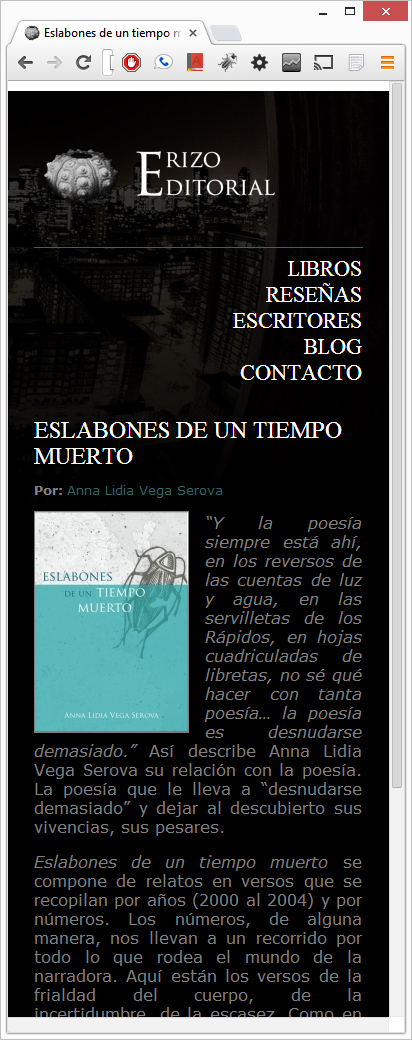 Eslabones de un tiempo m
ERIZO
EDITORIAL
LIBROS
RESEÑAS
ESCRITORES
BLOG
CONTACTO
ESLABONES DE UN TIEMPO
MUERTO
Por: Anna Lidia Vega Serova
ESLABONES
DE UN TIEMPO
MUERTO
ANNA LIDIA VEGA SEROVA
“Y la poesía
siempre está ahí,
en los reversos de
las cuentas de luz
y agua, en las
servilletas de los
Rápidos, en hojas
cuadriculadas de
libretas, no sé qué
hacer con tanta
poesía… la poesía
es desnudarse
demasiado.” Así describe Anna Lidia
Vega Serova su relación con la poesía.
La poesía que le lleva a “desnudarse
demasiado” y dejar al descubierto sus
vivencias, sus pesares.
Eslabones de un tiempo muerto se
compone de relatos en versos que se
recopilan por años (2000 al 2004) y por
números. Los números, de alguna
manera, nos llevan a un recorrido por
todo lo que rodea el mundo de la
narradora. Aquí están los versos de la
frialdad del cuerpo, de la
incertidumbre, de la escasez. Como en